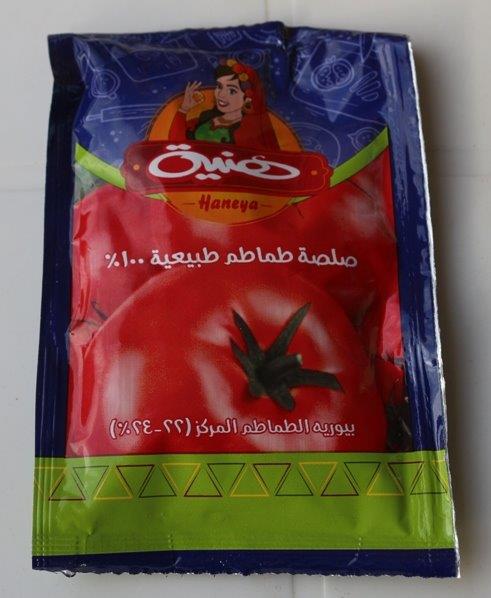 هنية
Haneya
صلصة طماطم طبيعية ١٠٠٪
بيوريه الطماطم المركز (٢٢-٢٤٪)